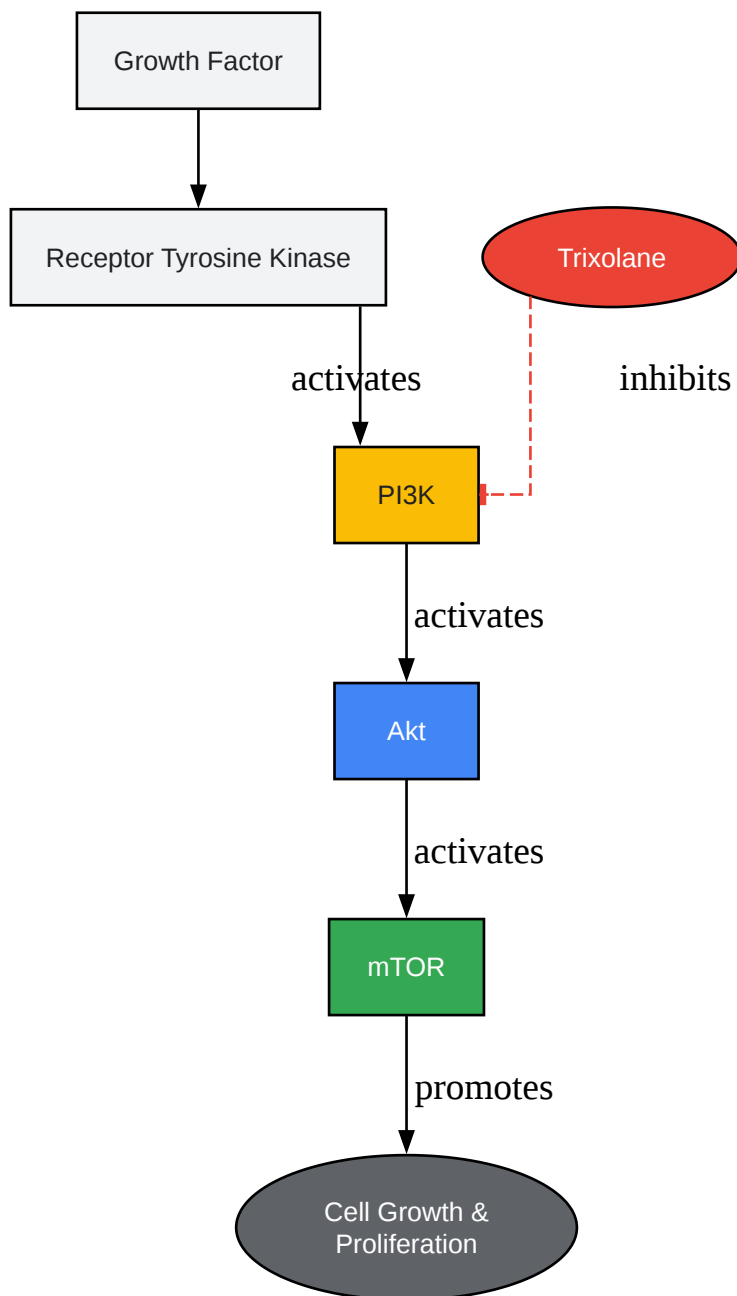 Growth Factor
Receptor Tyrosine Kinase
Trixolane
activates
inhibits
PI3K
activates
Akt
activates
mTOR
promotes
Cell Growth &
Proliferation